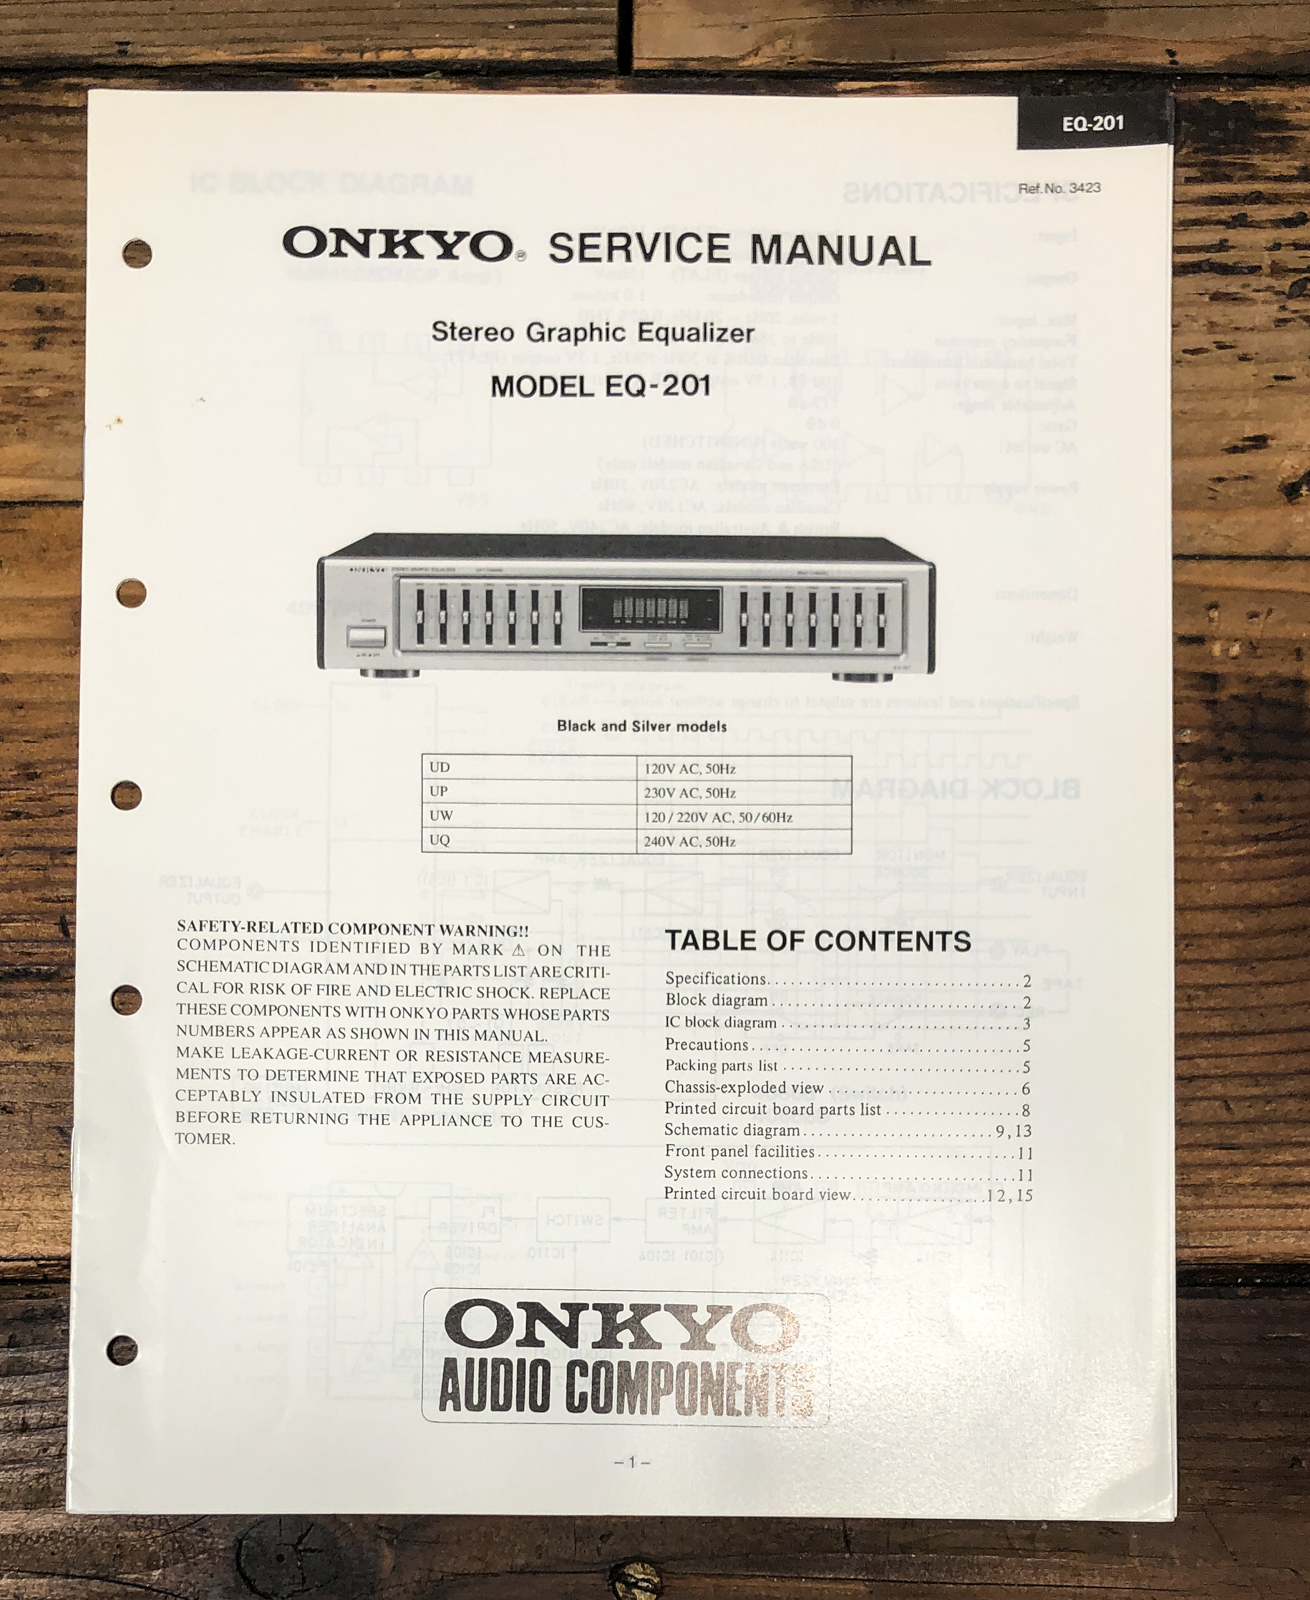 EQ-201
Ref. No. 3423
ONKYO® SERVICE MANUAL
Stereo Graphic Equalizer
MODEL EQ-201
ONKYO STEREO GRAPHIC EQUALIZER
Black and Silver models
UD 120V AC, 50Hz
UP 230V AC, 50Hz
UW 120/220V AC, 50/60Hz
UQ 240V AC, 50Hz
SAFETY-RELATED COMPONENT WARNING!!
COMPONENTS IDENTIFIED BY MARK ⚠ ON THE
SCHEMATIC DIAGRAM AND IN THE PARTS LIST ARE CRITI-
CAL FOR RISK OF FIRE AND ELECTRIC SHOCK. REPLACE
THESE COMPONENTS WITH ONKYO PARTS WHOSE PARTS
NUMBERS APPEAR AS SHOWN IN THIS MANUAL.
MAKE LEAKAGE-CURRENT OR RESISTANCE MEASURE-
MENTS TO DETERMINE THAT EXPOSED PARTS ARE AC-
CEPTABLY INSULATED FROM THE SUPPLY CIRCUIT
BEFORE RETURNING THE APPLIANCE TO THE CUS-
TOMER.
TABLE OF CONTENTS
Specifications. . . . . . . . . . . . . . . . . . . . . . . . . . . . . . . 2
Block diagram . . . . . . . . . . . . . . . . . . . . . . . . . . . . . . 2
IC block diagram . . . . . . . . . . . . . . . . . . . . . . . . . . . . . 3
Precautions . . . . . . . . . . . . . . . . . . . . . . . . . . . . . . . . 5
Packing parts list . . . . . . . . . . . . . . . . . . . . . . . . . . . . . 5
Chassis-exploded view . . . . . . . . . . . . . . . . . . . . . . . . 6
Printed circuit board parts list . . . . . . . . . . . . . . . . . 8
Schematic diagram . . . . . . . . . . . . . . . . . . . . . . . . 9, 13
Front panel facilities . . . . . . . . . . . . . . . . . . . . . . . . . 11
System connections . . . . . . . . . . . . . . . . . . . . . . . . . . 11
Printed circuit board view . . . . . . . . . . . . . . . . . 12, 15
ONKYO
AUDIO COMPONENTS
– 1 –